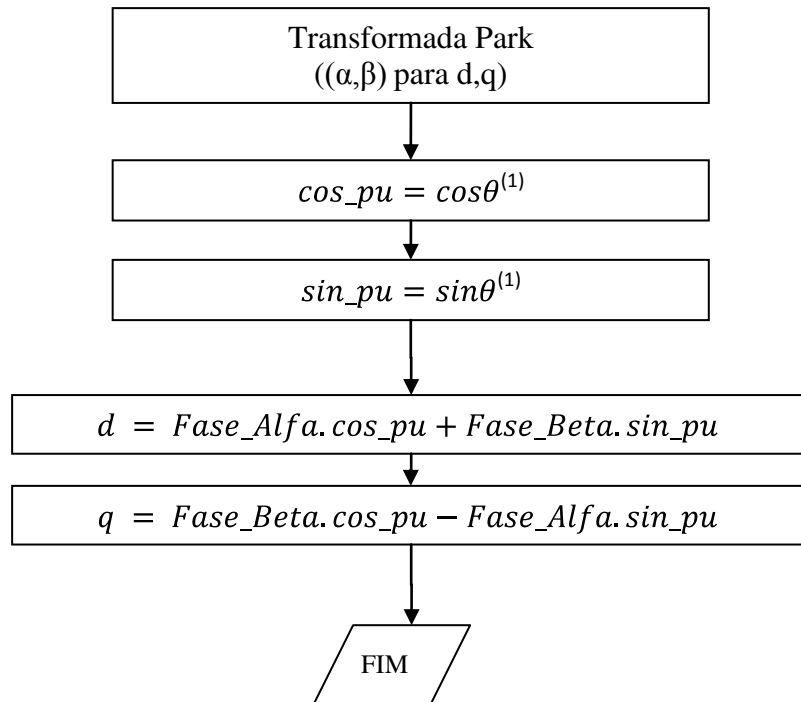 Transformada Park
((α,β) para d,q)
cos_pu = cosθ⁽¹⁾
sin_pu = sinθ⁽¹⁾
d = Fase_Alfa.cos_pu + Fase_Beta.sin_pu
q = Fase_Beta.cos_pu − Fase_Alfa.sin_pu
FIM